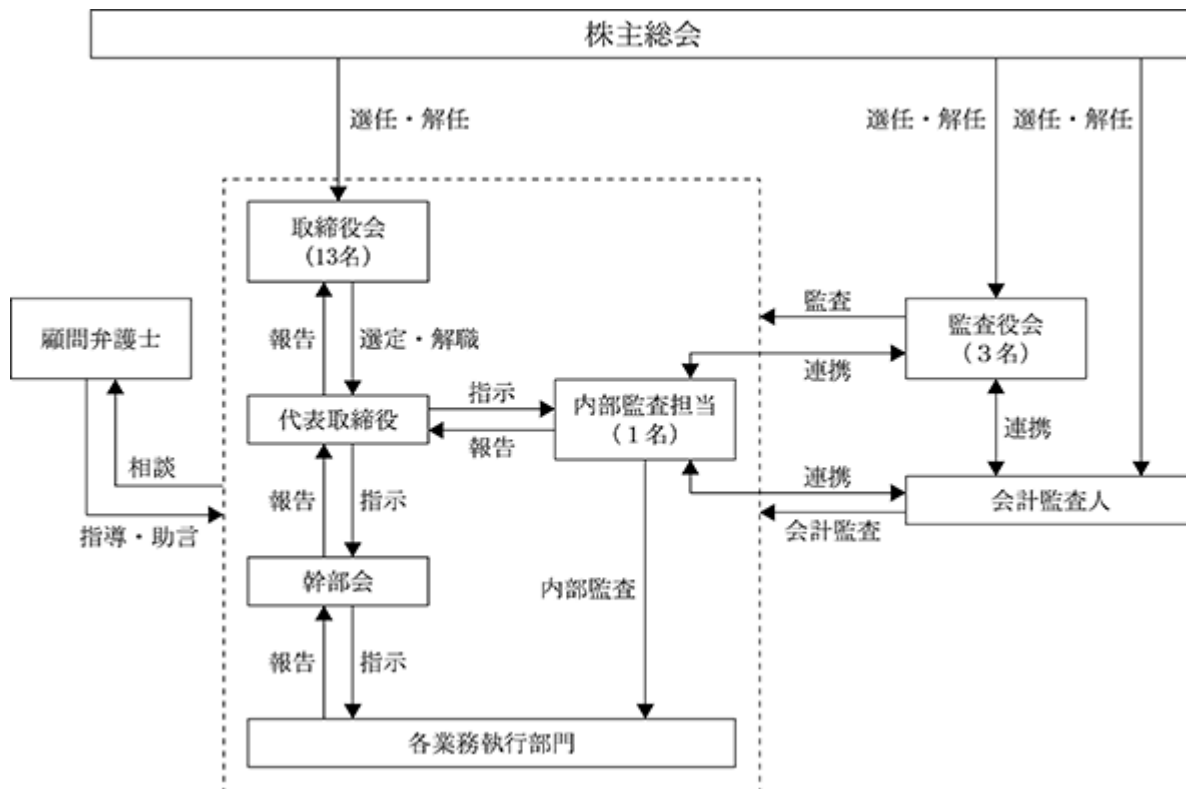 株主総会
選任・解任
選任・解任
選任・解任
取締役会
(13名)
監査
監査役会
(3名)
顧問弁護士
報告
選定・解職
連携
指示
内部監査担当
(1名)
代表取締役
報告
連携
相談
報告
指示
連携
会計監査人
指導・助言
会計監査
幹部会
内部監査
報告
指示
各業務執行部門